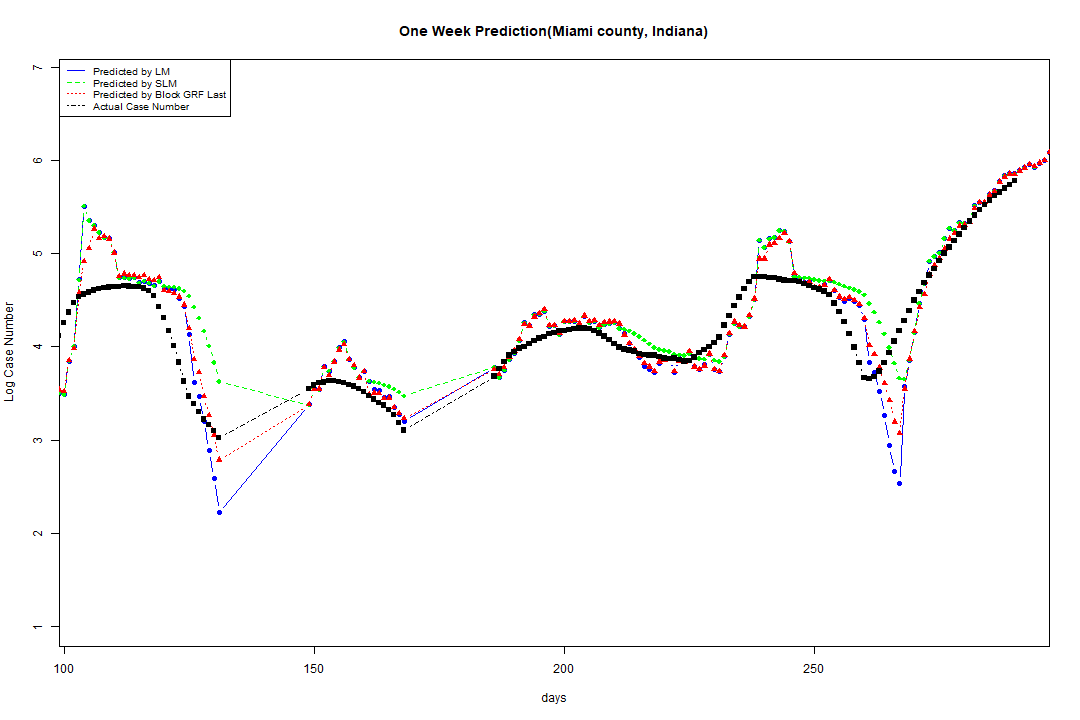 One Week Prediction(Miami county, Indiana)
Predicted by LM
Predicted by SLM
Predicted by Block GRF Last
Actual Case Number
7
6
5
4
3
2
1
Log Case Number
100 150 200 250
days